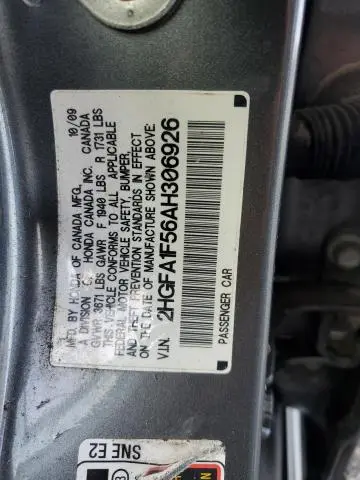 MFD. BY HONDA OF CANADA MFG. 10/09
A DIVISION OF HONDA CANADA INC. CANADA
GVWR 3671 LBS GAWR F 1940 LBS R 1731 LBS
THIS VEHICLE CONFORMS TO ALL APPLICABLE
FEDERAL MOTOR VEHICLE SAFETY, BUMPER,
AND THEFT PREVENTION STANDARDS IN EFFECT
ON THE DATE OF MANUFACTURE SHOWN ABOVE.
V.I.N. 2HGFA1F56AH306926
PASSENGER CAR
SNE E2